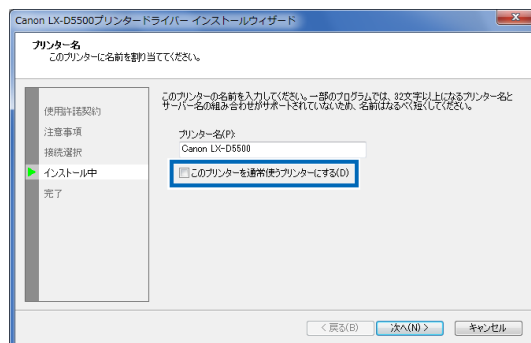 Canon LX-D5500プリンタードライバー インストールウィザード
プリンター名
このプリンターに名前を割り当ててください。
使用許諾契約
注意事項
接続選択
インストール中
完了
このプリンターの名前を入力してください。一部のプログラムでは、32文字以上になるプリンター名と
サーバー名の組み合わせがサポートされていないため、名前はなるべく短くしてください。
プリンター名(P):
Canon LX-D5500
このプリンターを通常使うプリンターにする(D)
< 戻る(B)
次へ(N) >
キャンセル